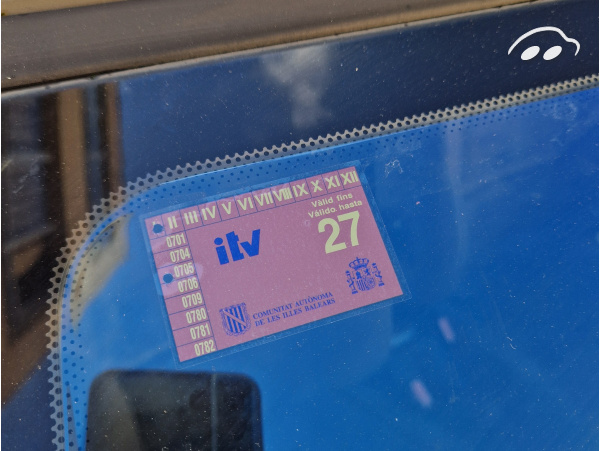 II III IV V VI VII VIII IX X XI XII
Vàlid fins
Válido hasta
27
itv
0701
0704
0705
0706
0709
0780
0781
0782
COMUNITAT AUTÒNOMA
DE LES ILLES BALEARS